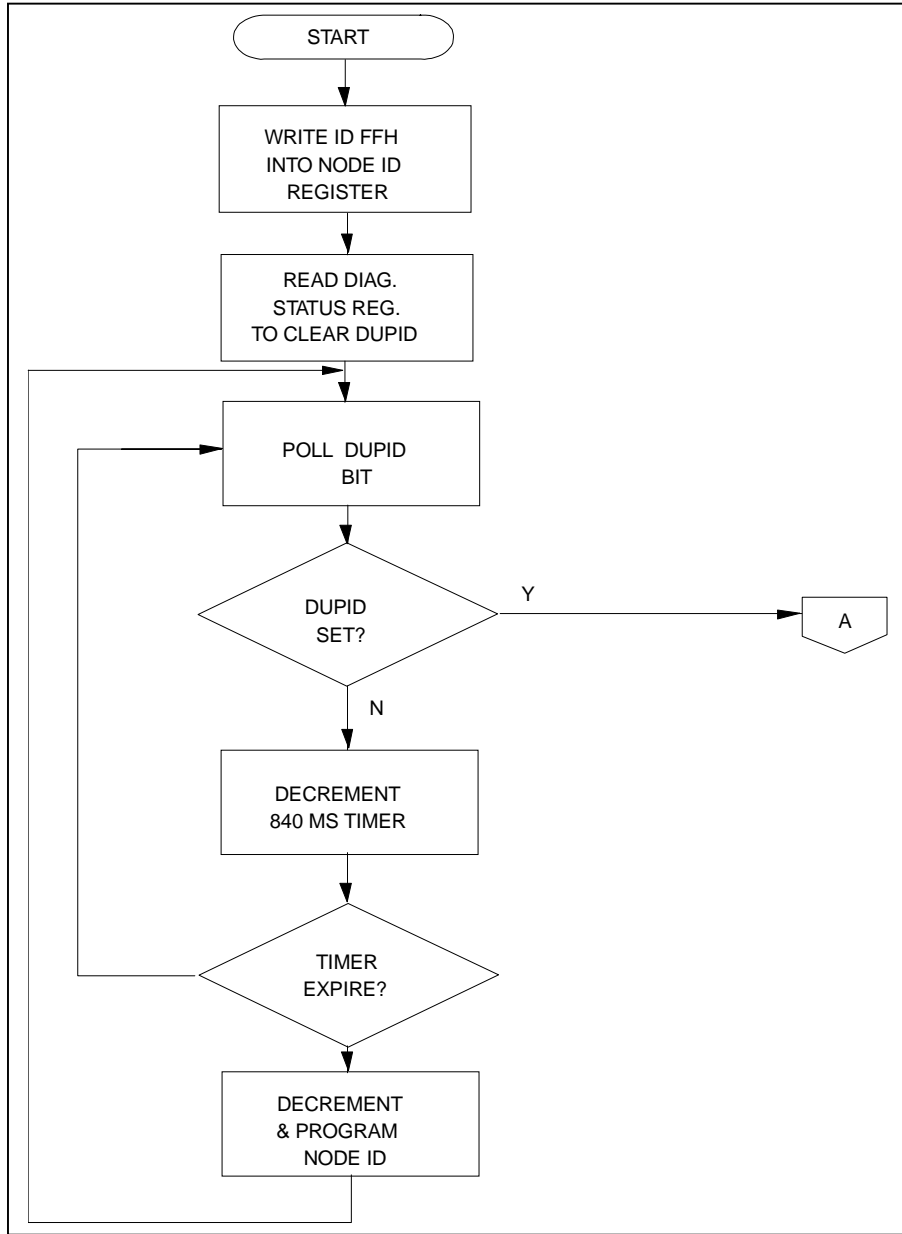 START
WRITE ID FFH
INTO NODE ID
REGISTER
READ DIAG.
STATUS REG.
TO CLEAR DUPID
POLL DUPID
BIT
DUPID
SET?
Y
A
N
DECREMENT
840 MS TIMER
TIMER
EXPIRE?
DECREMENT
& PROGRAM
NODE ID